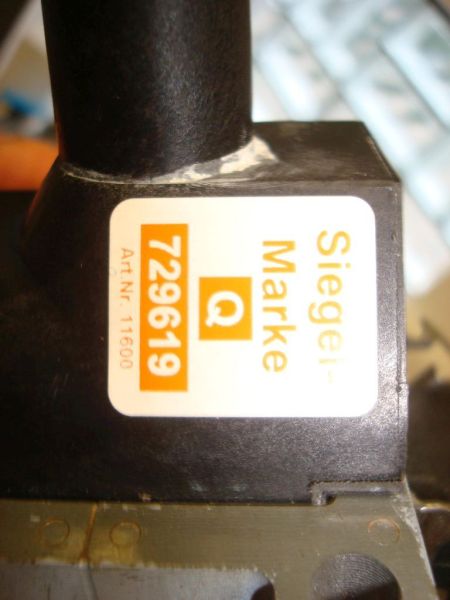 Siegel-
Marke
Q
729619
Art.Nr. 11600